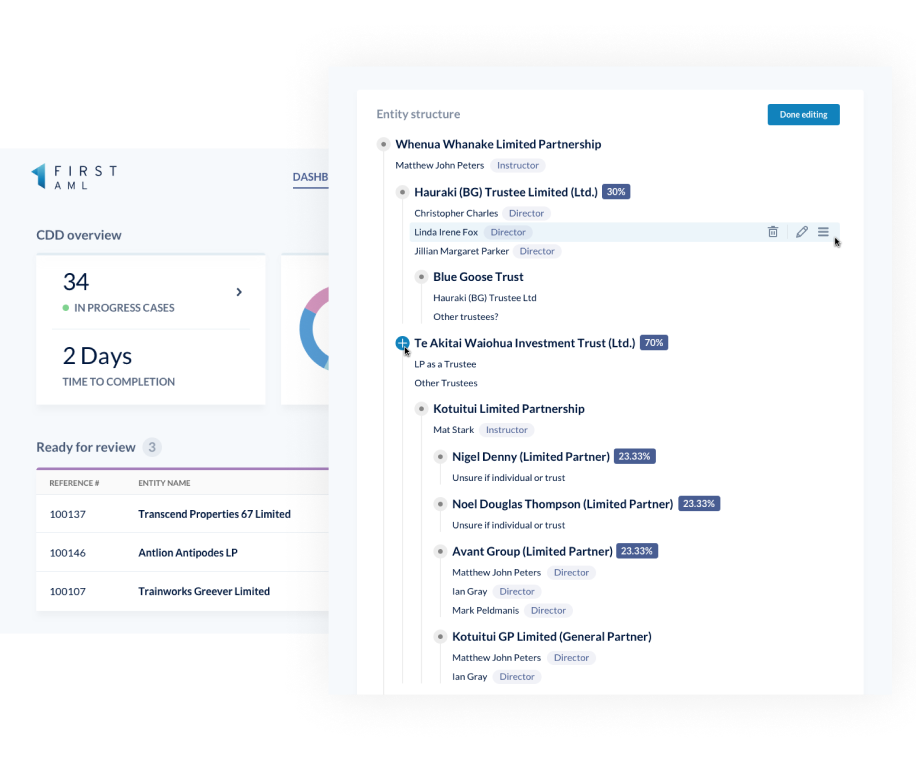 FIRST
AML
DASHB
CDD overview
34
IN PROGRESS CASES
2 Days
TIME TO COMPLETION
Ready for review 3
REFERENCE # ENTITY NAME
100137 Transcend Properties 67 Limited
100146 Antlion Antipodes LP
100107 Trainworks Greever Limited
Entity structure
Done editing
Whenua Whanake Limited Partnership
Matthew John Peters Instructor
Hauraki (BG) Trustee Limited (Ltd.) 30%
Christopher Charles Director
Linda Irene Fox Director
Jillian Margaret Parker Director
Blue Goose Trust
Hauraki (BG) Trustee Ltd
Other trustees?
Te Akitai Waiohua Investment Trust (Ltd.) 70%
LP as a Trustee
Other Trustees
Kotuitui Limited Partnership
Mat Stark Instructor
Nigel Denny (Limited Partner) 23.33%
Unsure if individual or trust
Noel Douglas Thompson (Limited Partner) 23.33%
Unsure if individual or trust
Avant Group (Limited Partner) 23.33%
Matthew John Peters Director
Ian Gray Director
Mark Peldmanis Director
Kotuitui GP Limited (General Partner)
Matthew John Peters Director
Ian Gray Director